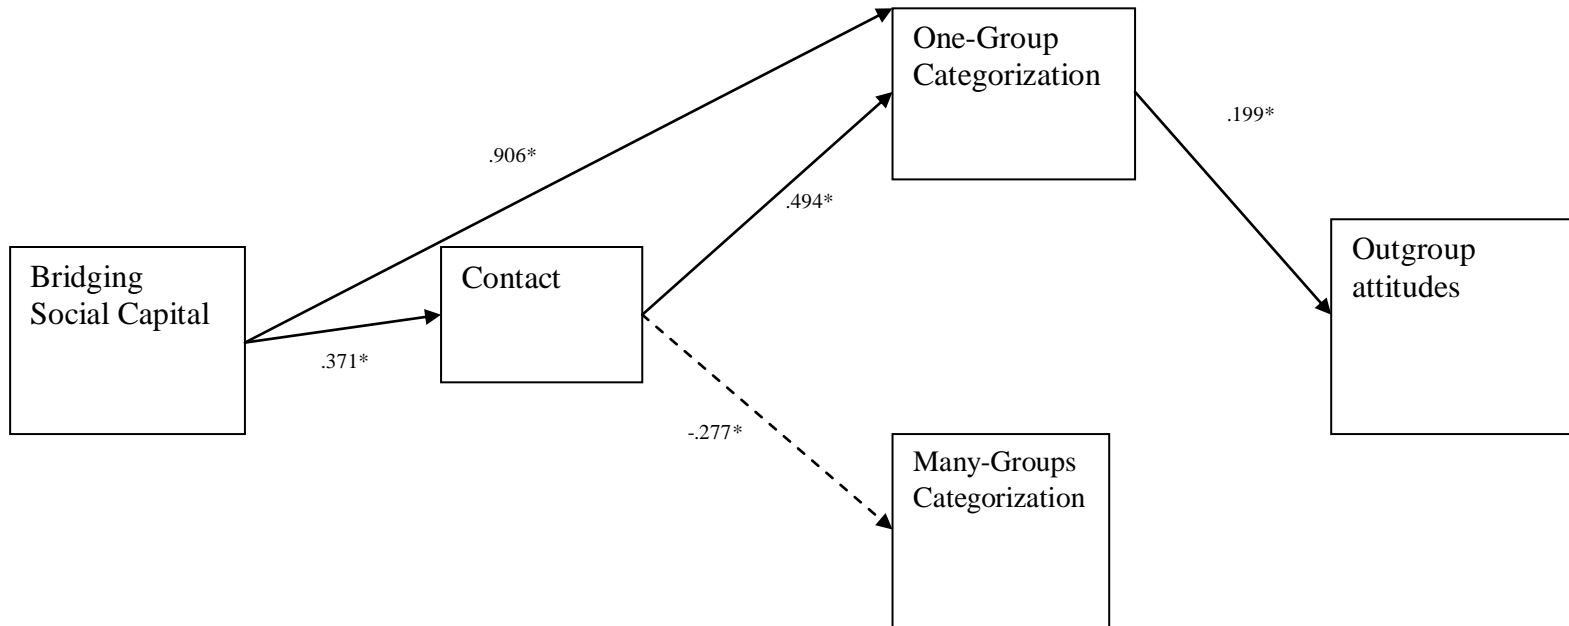 One-Group
Categorization
.199*
.906*
.494*
Bridging
Social Capital
Contact
Outgroup
attitudes
.371*
-.277*
Many-Groups
Categorization